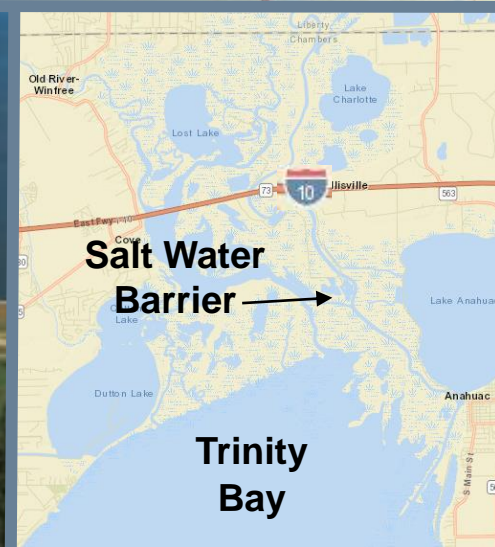 Liberty
Chambers
Old River-
Winfree
Lake
Charlotte
Lost Lake
73
10
llisville
563
East Fwy
Cove
Salt Water
Barrier
Lake
Lake Anahuac
Dutton Lake
Anahuac
Trinity
Bay
S Main St